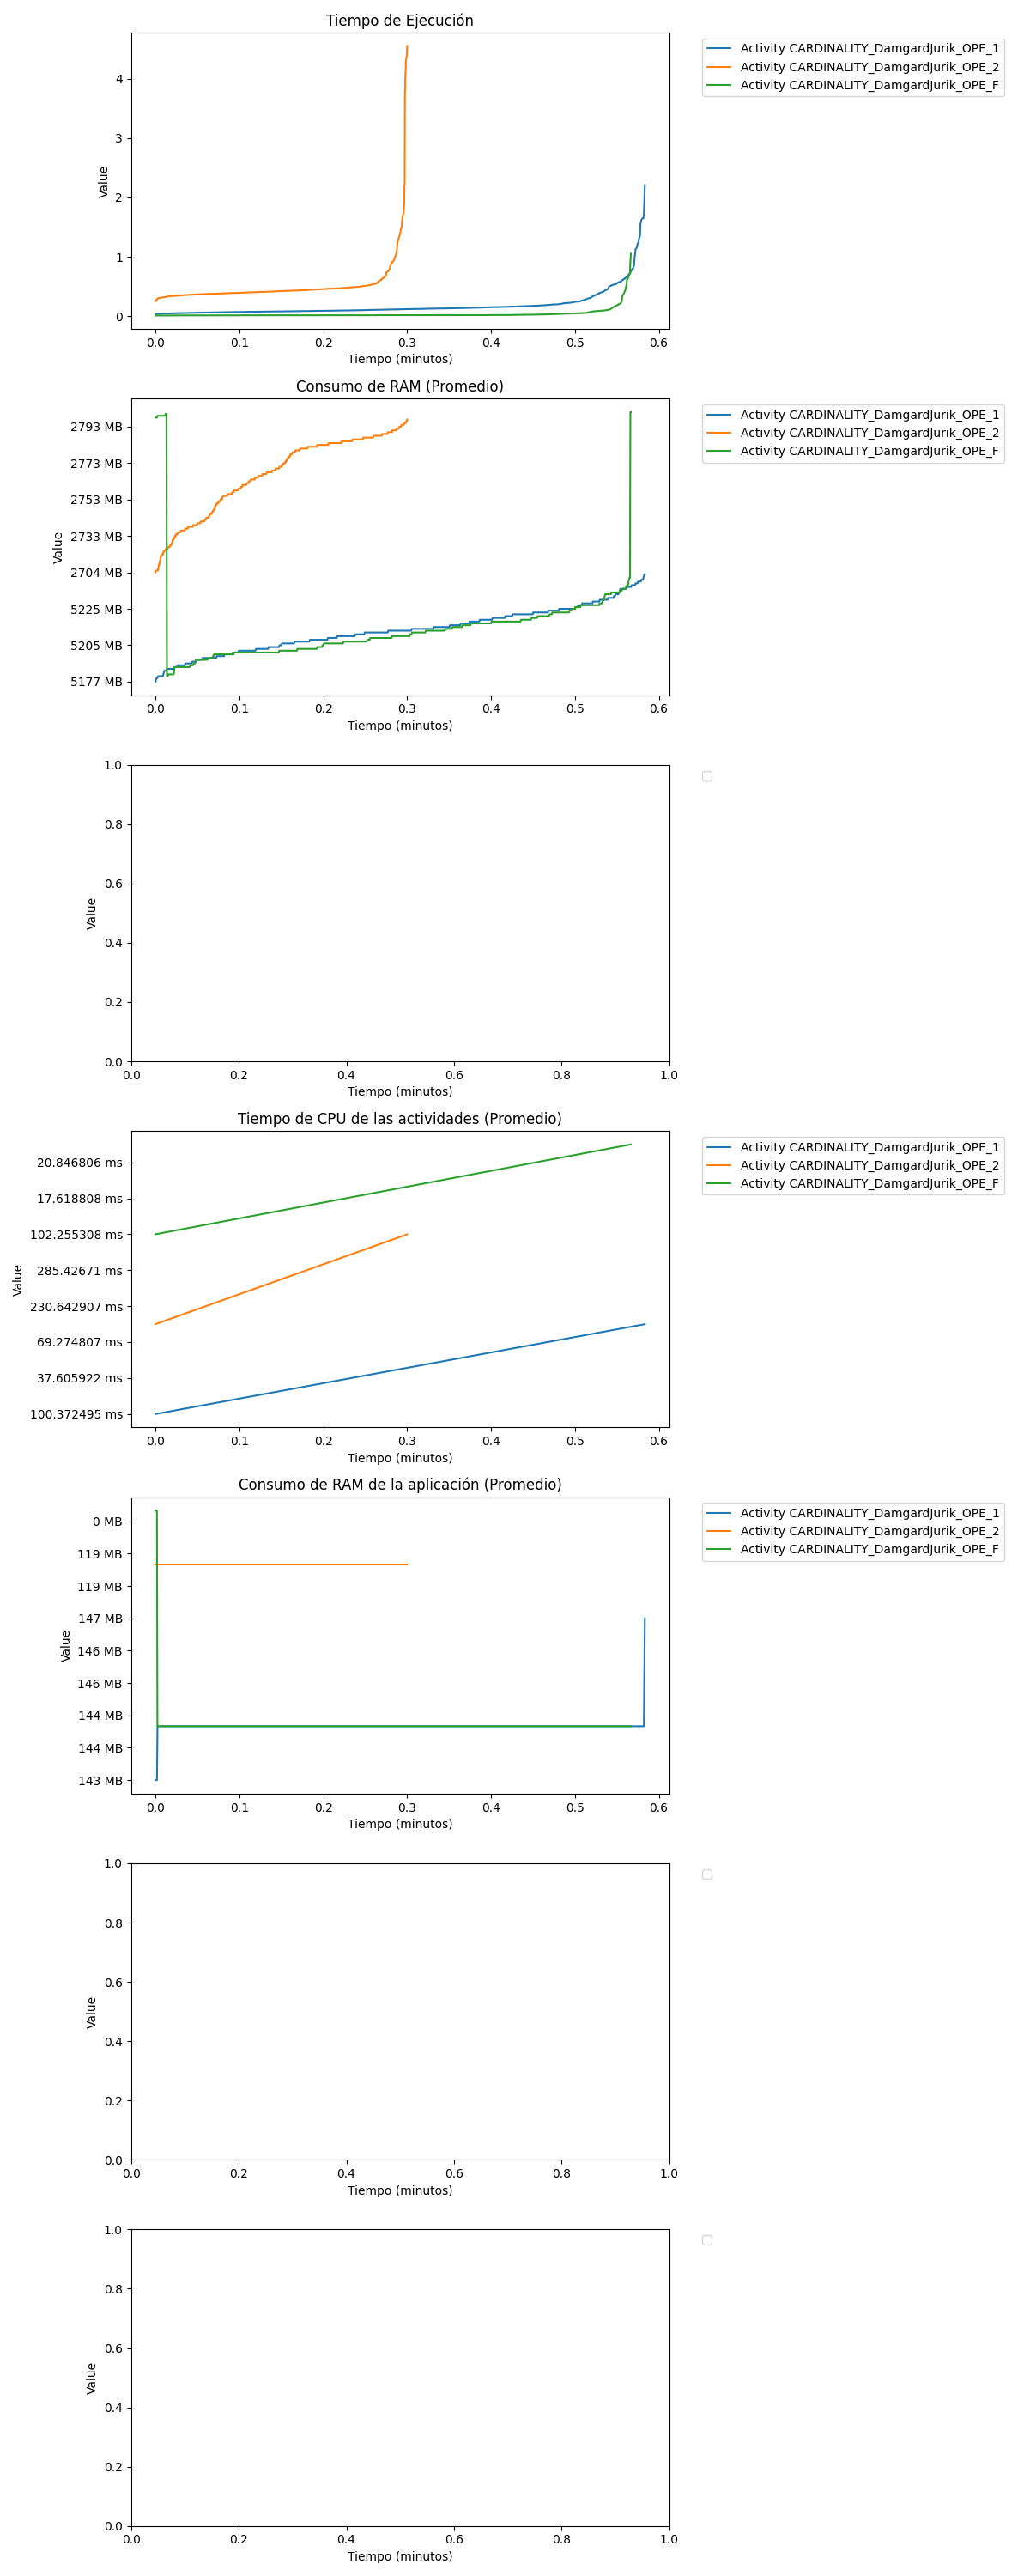 Tiempo de Ejecución
Activity CARDINALITY_DamgardJurik_OPE_1
Activity CARDINALITY_DamgardJurik_OPE_2
Activity CARDINALITY_DamgardJurik_OPE_F
Value
4
3
2
1
0
0.0 0.1 0.2 0.3 0.4 0.5 0.6
Tiempo (minutos)
Consumo de RAM (Promedio)
Activity CARDINALITY_DamgardJurik_OPE_1
Activity CARDINALITY_DamgardJurik_OPE_2
Activity CARDINALITY_DamgardJurik_OPE_F
Value
2793 MB
2773 MB
2753 MB
2733 MB
2704 MB
5225 MB
5205 MB
5177 MB
0.0 0.1 0.2 0.3 0.4 0.5 0.6
Tiempo (minutos)
Value
1.0
0.8
0.6
0.4
0.2
0.0
0.0 0.2 0.4 0.6 0.8 1.0
Tiempo (minutos)
Tiempo de CPU de las actividades (Promedio)
Activity CARDINALITY_DamgardJurik_OPE_1
Activity CARDINALITY_DamgardJurik_OPE_2
Activity CARDINALITY_DamgardJurik_OPE_F
Value
20.846806 ms
17.618808 ms
102.255308 ms
285.42671 ms
230.642907 ms
69.274807 ms
37.605922 ms
100.372495 ms
0.0 0.1 0.2 0.3 0.4 0.5 0.6
Tiempo (minutos)
Consumo de RAM de la aplicación (Promedio)
Activity CARDINALITY_DamgardJurik_OPE_1
Activity CARDINALITY_DamgardJurik_OPE_2
Activity CARDINALITY_DamgardJurik_OPE_F
Value
0 MB
119 MB
119 MB
147 MB
146 MB
146 MB
144 MB
144 MB
143 MB
0.0 0.1 0.2 0.3 0.4 0.5 0.6
Tiempo (minutos)
Value
1.0
0.8
0.6
0.4
0.2
0.0
0.0 0.2 0.4 0.6 0.8 1.0
Tiempo (minutos)
Value
1.0
0.8
0.6
0.4
0.2
0.0
0.0 0.2 0.4 0.6 0.8 1.0
Tiempo (minutos)